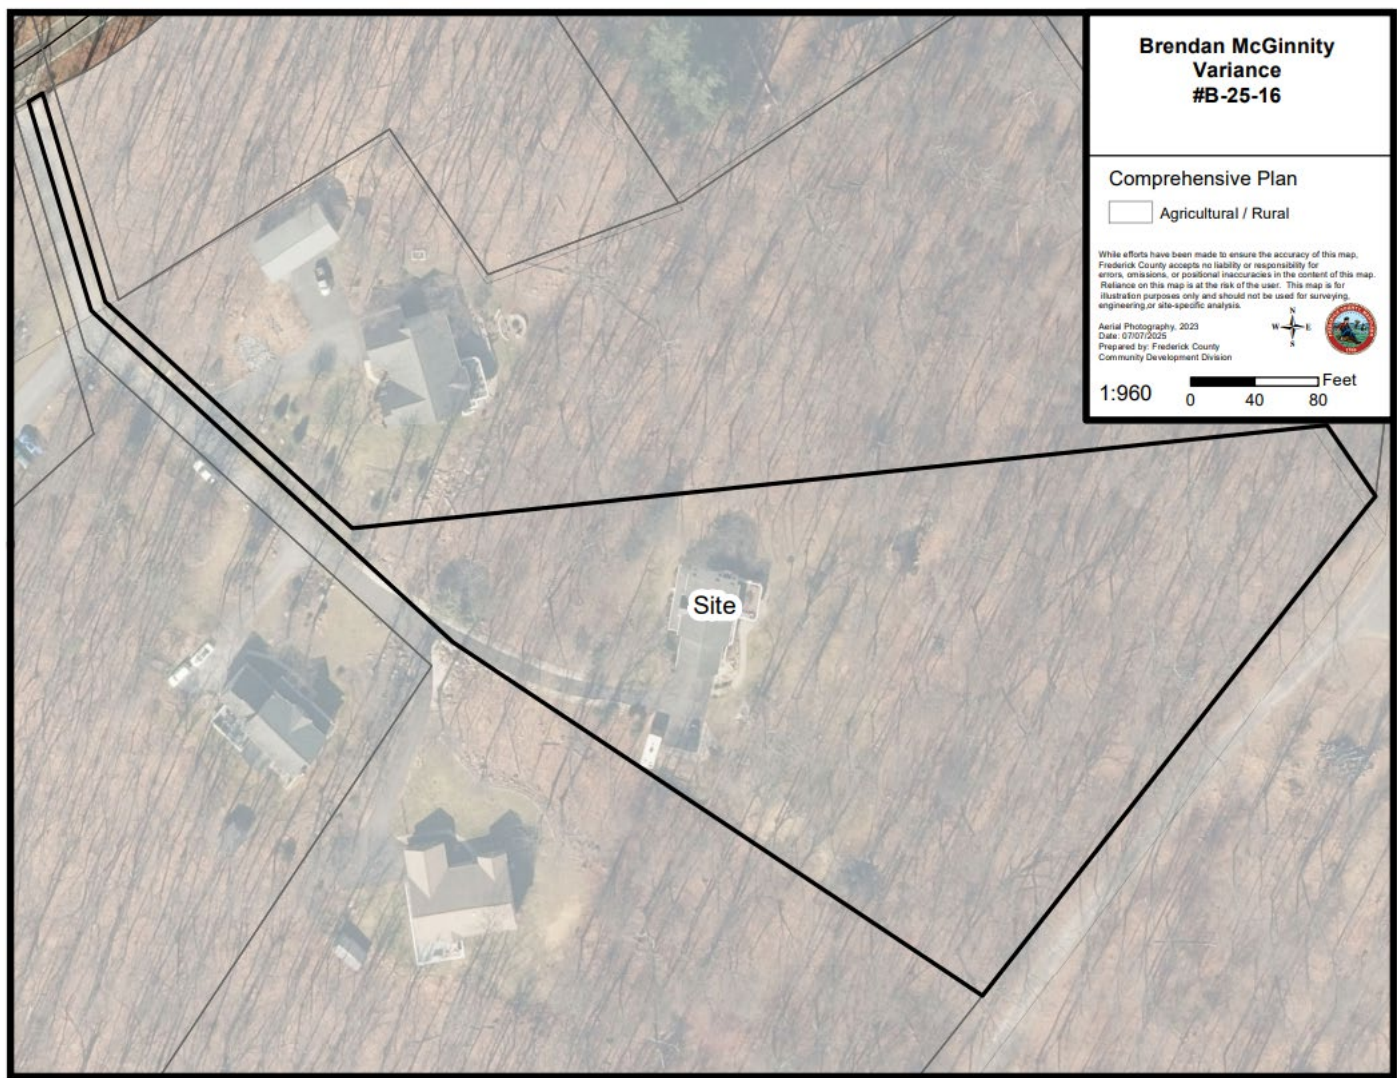 Brendan McGinnity
Variance
#B-25-16
Comprehensive Plan
Agricultural / Rural
While efforts have been made to ensure the accuracy of this map,
Frederick County accepts no liability or responsibility for
errors, omissions, or positional inaccuracies in the content of this map.
Reliance on this map is at the risk of the user. This map is for
illustration purposes only and should not be used for surveying,
engineering,or site-specific analysis.
N
W E
S
Aerial Photography, 2023
Date: 07/07/2025
Prepared by: Frederick County
Community Development Division
1:960
Feet
0 40 80
Site